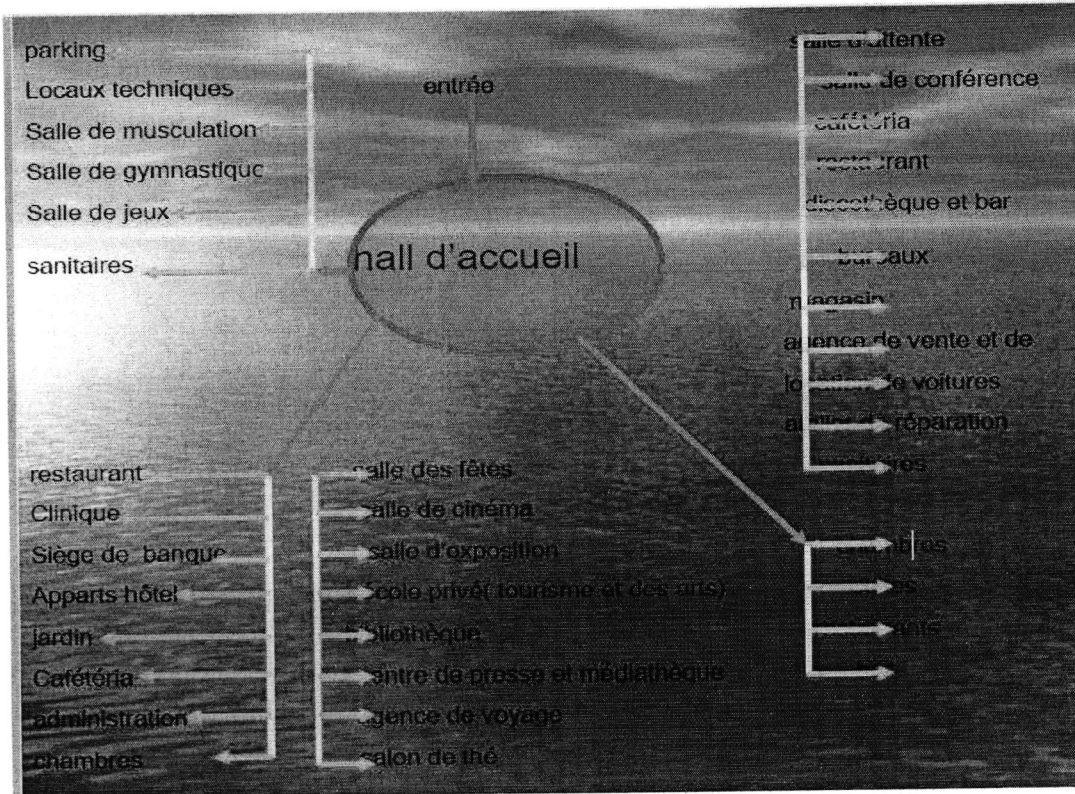 parking
Locaux techniques
Salle de musculation
Salle de gymnastique
Salle de jeux
sanitaires
entrée
hall d'accueil
salle d'attente
salle de conférence
cafétéria
restaurant
discothèque et bar
bureaux
magasin
agence de vente et de
location de voitures
atelier de réparation
restaurant
Clinique
Siège de banque
Apparts hôtel
jardin
Cafétéria
administration
chambres
salle des fêtes
salle de cinéma
salle d'exposition
école privé( tourisme et des arts)
bibliothèque
centre de presse et médiathèque
agence de voyage
salon de thé
chambres